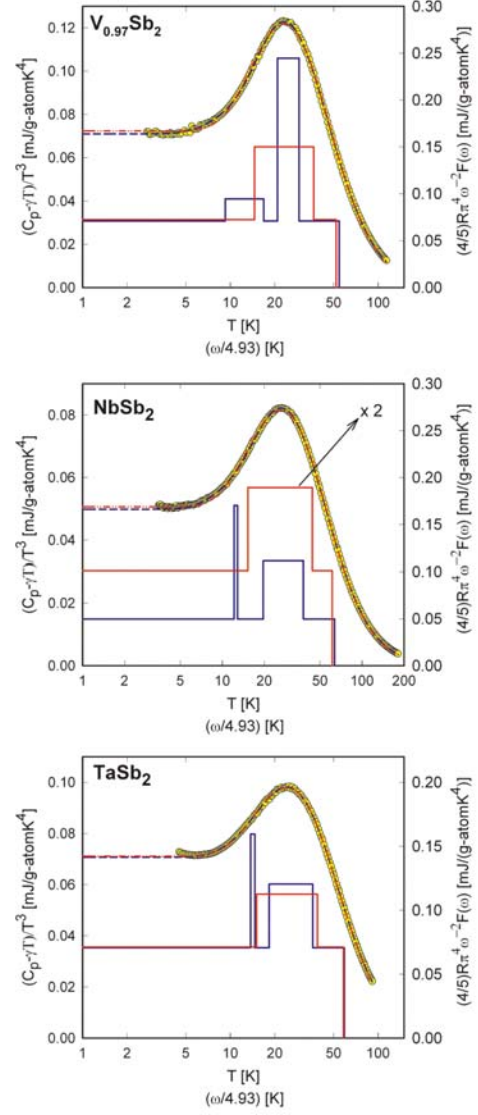 V0.97Sb2
(Cp-γT)/T3 [mJ/g-atomK4]
0.12
0.10
0.08
0.06
0.04
0.02
0.00
0.30
0.25
0.20
0.15
0.10
0.05
0.00
(4/5)Rπ4ω−2F(ω) [mJ/(g-atomK4)]
1 2 5 10 20 50 100
T [K]
(ω/4.93) [K]
NbSb2
x 2
(Cp-γT)/T3 [mJ/g-atomK4]
0.08
0.06
0.04
0.02
0.00
0.30
0.25
0.20
0.15
0.10
0.05
0.00
(4/5)Rπ4ω−2F(ω) [mJ/(g-atomK4)]
1 2 5 10 20 50 100 200
T [K]
(ω/4.93) [K]
TaSb2
(Cp-γT)/T3 [mJ/g-atomK4]
0.10
0.08
0.06
0.04
0.02
0.00
0.20
0.15
0.10
0.05
0.00
(4/5)Rπ4ω−2F(ω) [mJ/(g-atomK4)]
1 2 5 10 20 50 100
T [K]
(ω/4.93) [K]